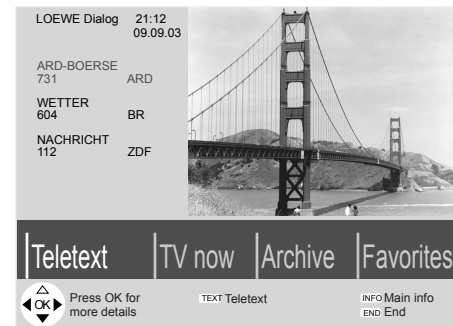 LOEWE Dialog 21:12
09.09.03
ARD-BOERSE
731 ARD
WETTER
604 BR
NACHRICHT
112 ZDF
Teletext TV now Archive Favorites
OK Press OK for
more details
TEXT Teletext
INFO Main info
END End